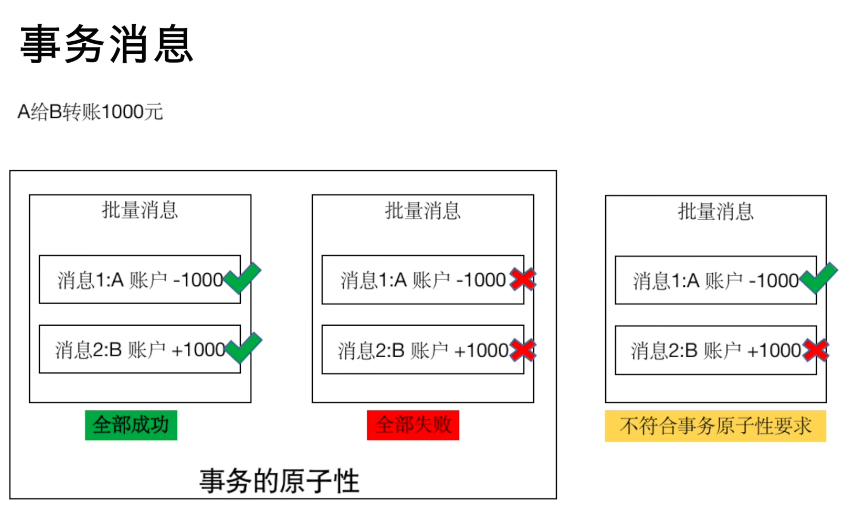 事务消息
A给B转账1000元
批量消息
消息1:A 账户 -1000
消息2:B 账户 +1000
全部成功
批量消息
消息1:A 账户 -1000
消息2:B 账户 +1000
全部失败
事务的原子性
批量消息
消息1:A 账户 -1000
消息2:B 账户 +1000
不符合事务原子性要求